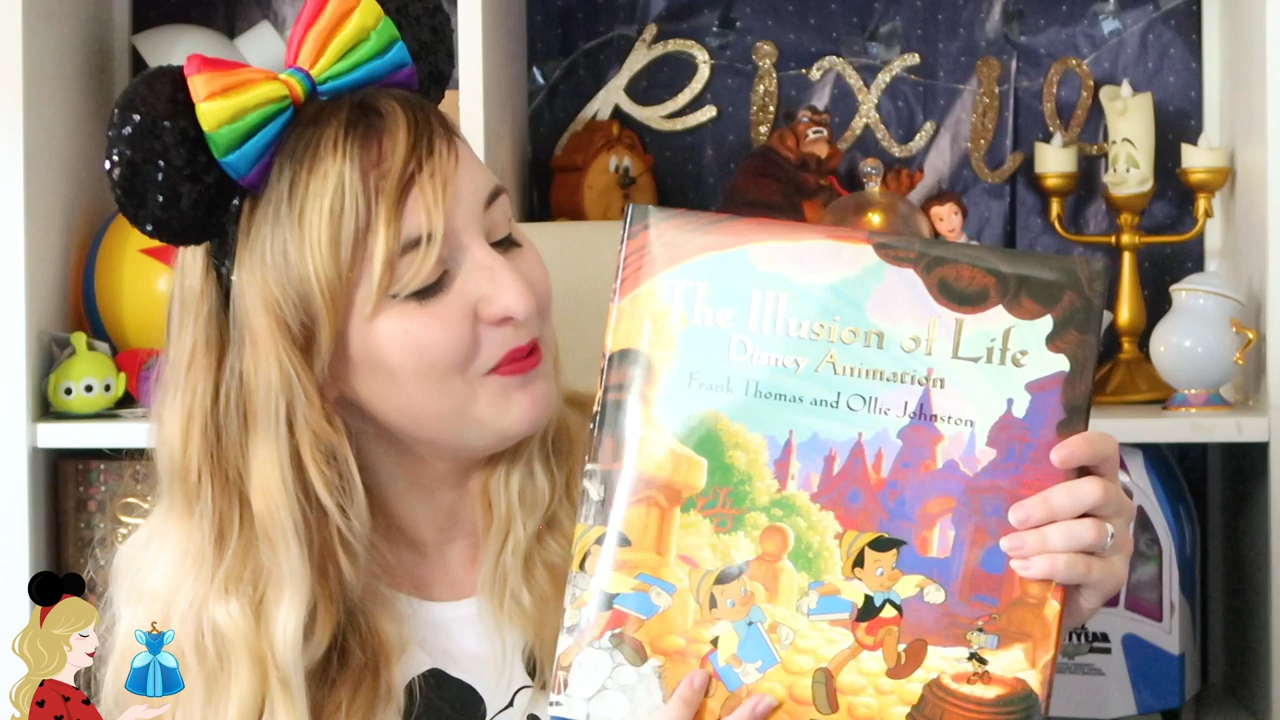 pixie
The Illusion of Life
Disney Animation
Frank Thomas and Ollie Johnston